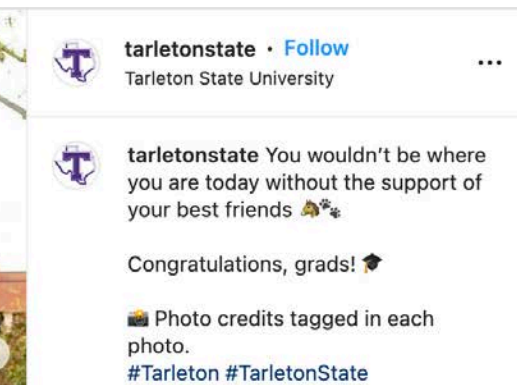 tarletonstate • Follow
Tarleton State University
tarletonstate You wouldn't be where
you are today without the support of
your best friends 🐴🐾
Congratulations, grads! 🎓
📸 Photo credits tagged in each
photo.
#Tarleton #TarletonState